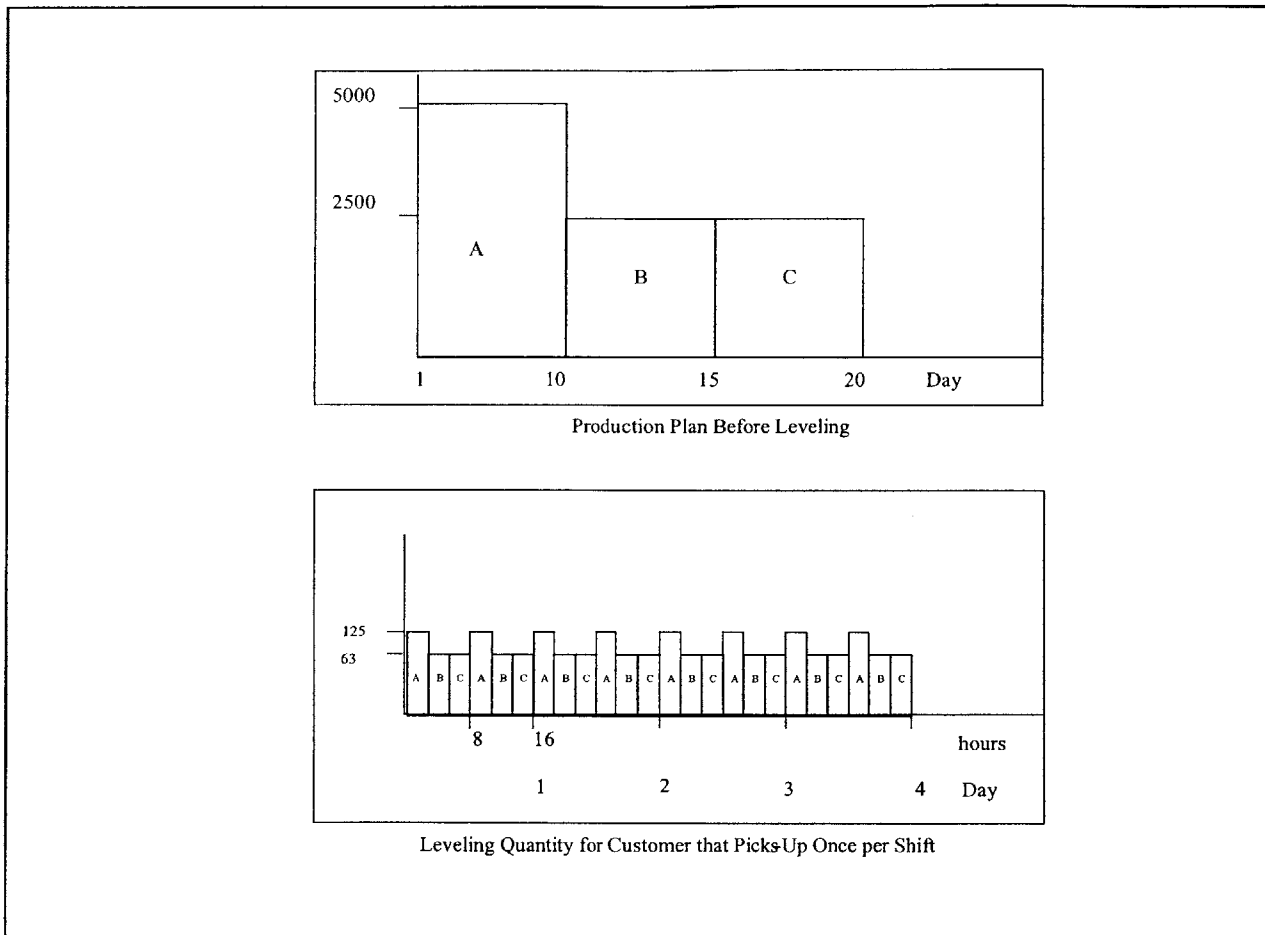 5000
2500
A
B
C
1 10 15 20 Day
Production Plan Before Leveling
125
63
A B C A B C A B C A B C A B C A B C A B C A B C
8 16 hours
1 2 3 4 Day
Leveling Quantity for Customer that Picks-Up Once per Shift